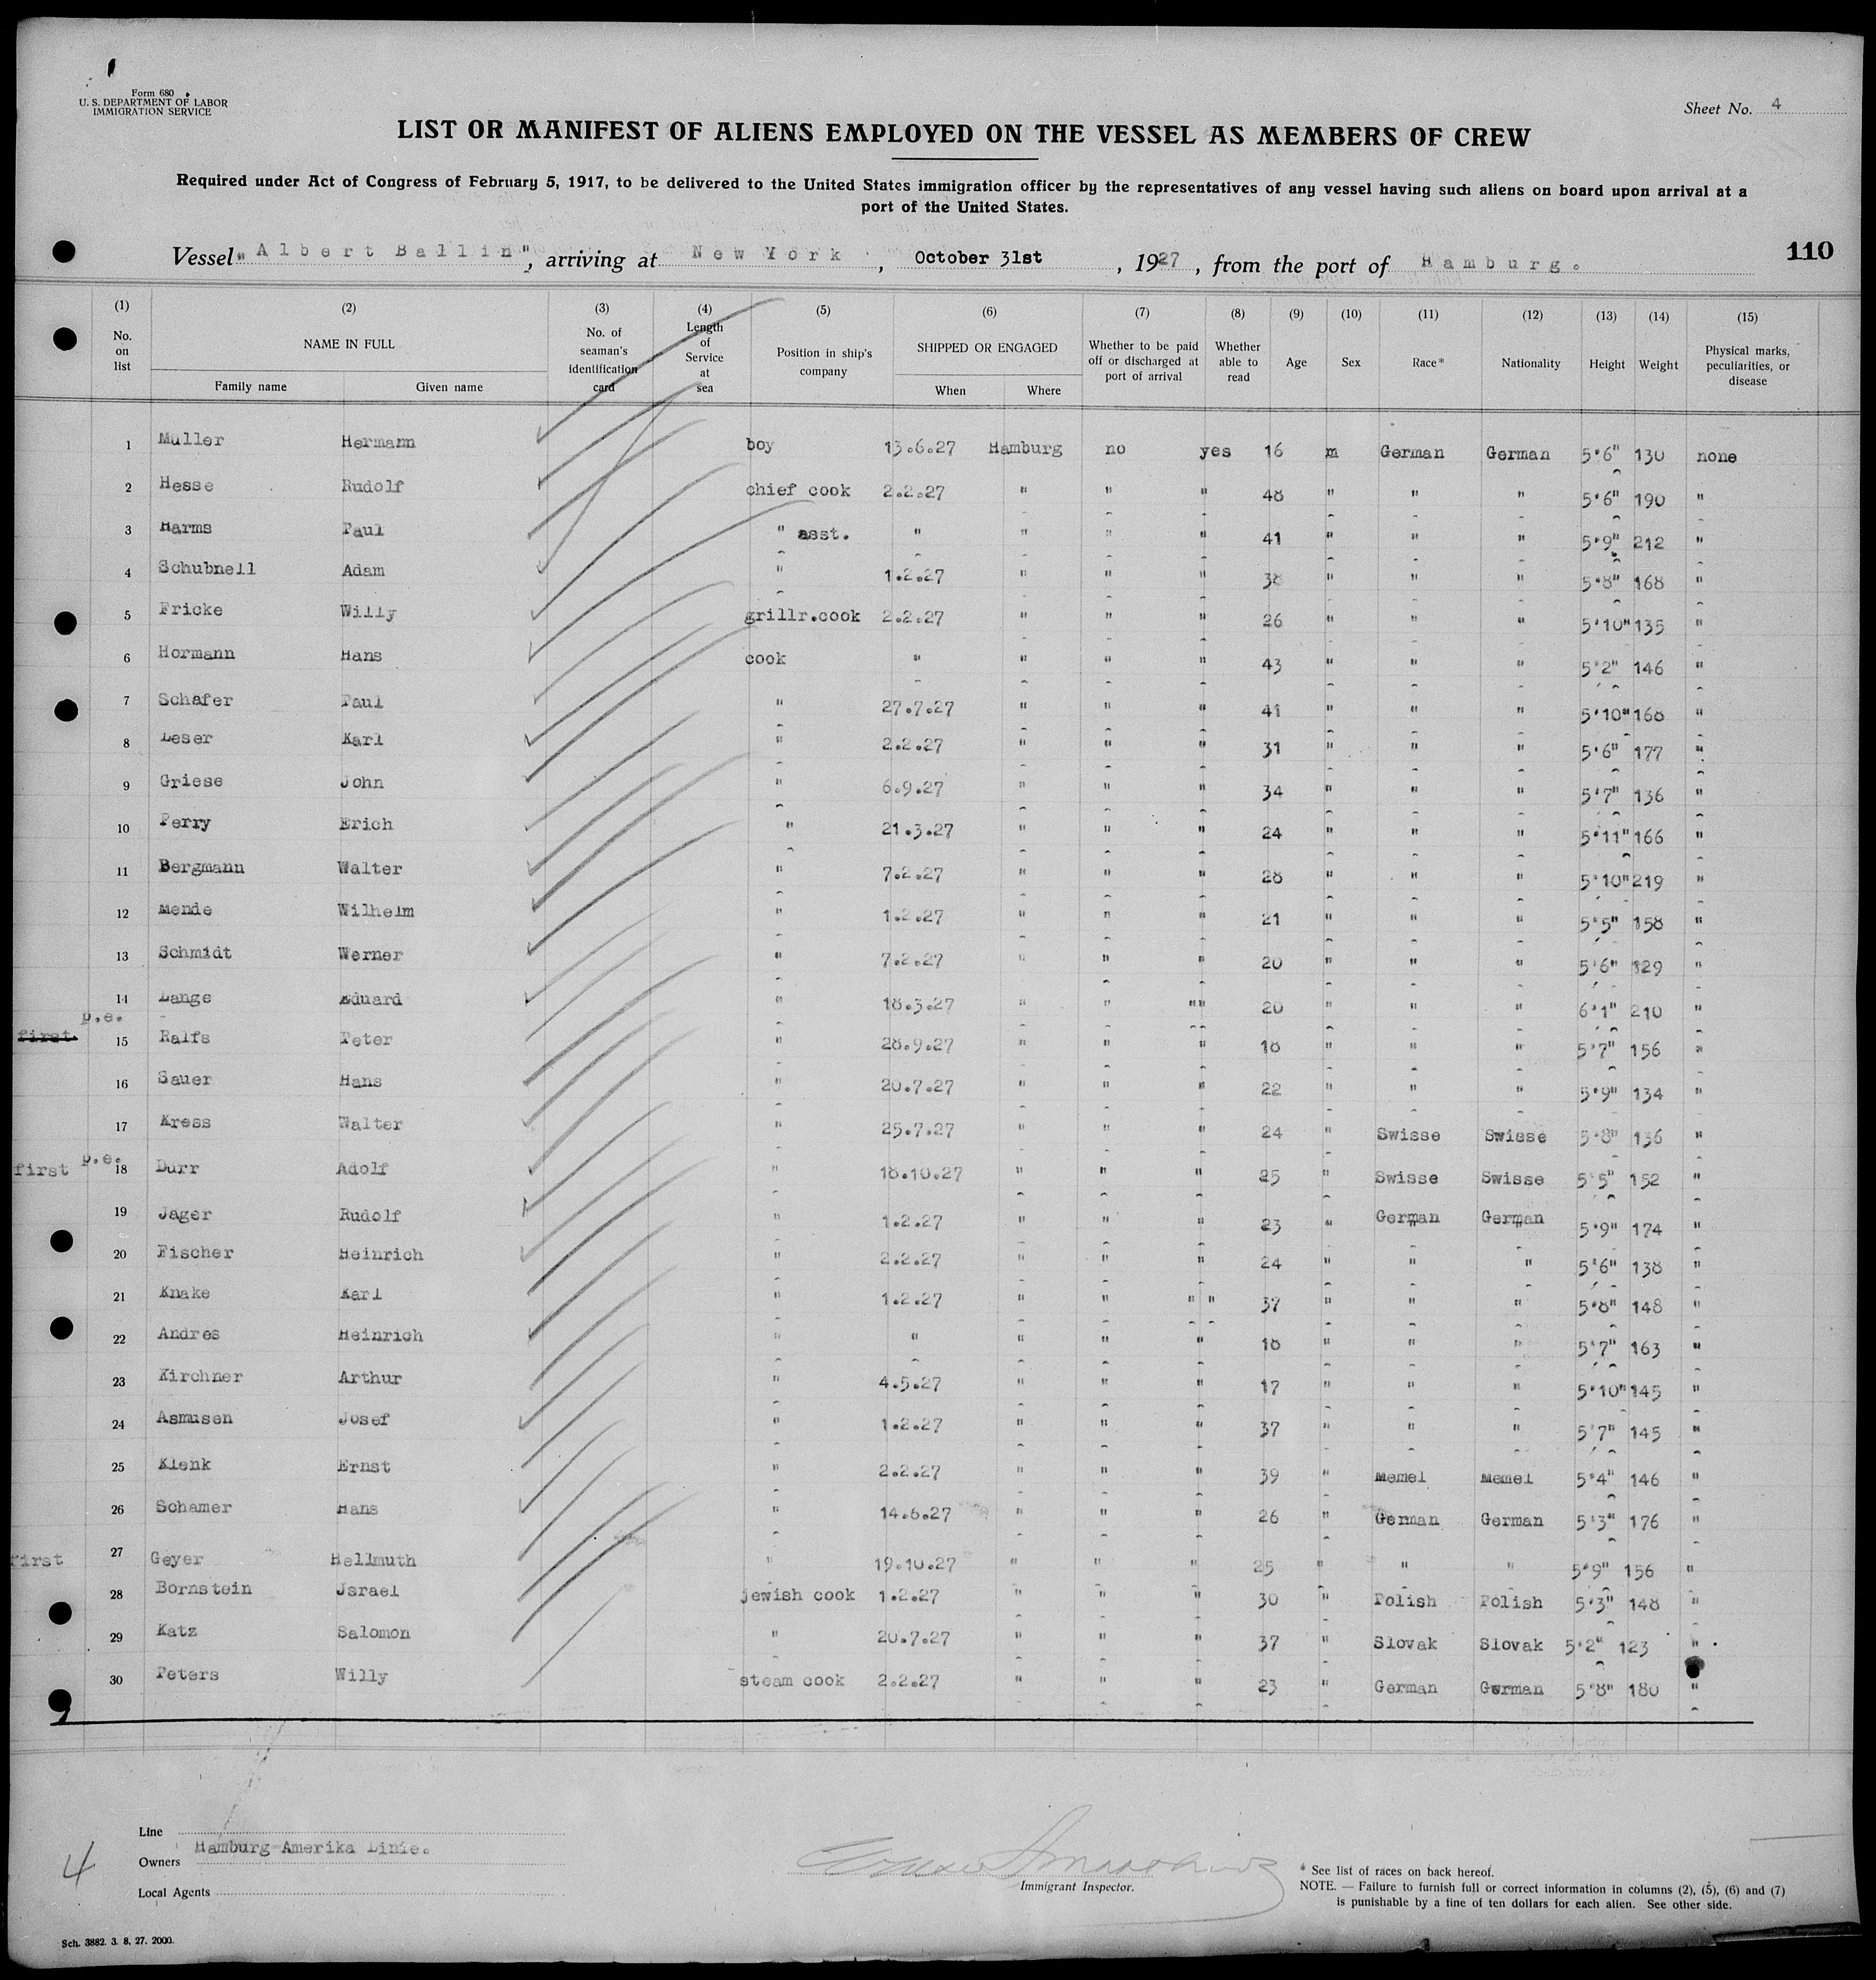 Form 680
U. S. DEPARTMENT OF LABOR
IMMIGRATION SERVICE
Sheet No. 4
LIST OR MANIFEST OF ALIENS EMPLOYED ON THE VESSEL AS MEMBERS OF CREW
Required under Act of Congress of February 5, 1917, to be delivered to the United States immigration officer by the representatives of any vessel having such aliens on board upon arrival at a
port of the United States.
Vessel "Albert Ballin", arriving at New York, October 31st, 1927, from the port of Hamburg.
110
(1) (2) (3) (4) (5) (6) (7) (8) (9) (10) (11) (12) (13) (14) (15)
No. on list NAME IN FULL Family name Given name No. of seaman's identification card Length of Service at sea Position in ship's company SHIPPED OR ENGAGED When Where Whether to be paid off or discharged at port of arrival Whether able to read Age Sex Race* Nationality Height Weight Physical marks, peculiarities, or disease
1 Muller Hermann boy 13.6.27 Hamburg no yes 16 m German German 5'6" 130 none
2 Hesse Rudolf chief cook 2.2.27 " " " 48 " " " 5'6" 190 "
3 Harms Paul " asst. " " " " 41 " " " 5'9" 212 "
4 Schubnell Adam " 1.2.27 " " " 38 " " " 5'8" 168 "
5 Fricke Willy grillr.cook 2.2.27 " " " 26 " " " 5'10" 135 "
6 Hormann Hans cook " " " " 43 " " " 5'2" 146 "
7 Schafer Paul " 27.7.27 " " " 41 " " " 5'10" 168 "
8 Leser Karl " 2.2.27 " " " 31 " " " 5'6" 177 "
9 Griese John " 6.9.27 " " " 34 " " " 5'7" 136 "
10 Perry Erich " 21.3.27 " " " 24 " " " 5'11" 166 "
11 Bergmann Walter " 7.2.27 " " " 28 " " " 5'10" 219 "
12 Mende Wilhelm " 1.2.27 " " " 21 " " " 5'5" 158 "
13 Schmidt Werner " 7.2.27 " " " 20 " " " 5'6" 129 "
14 Lange Eduard " 18.3.27 " " "" 20 " " " 6'1" 210 "
first p.e. 15 Ralfs Peter " 28.9.27 " " " 18 " " " 5'7" 156 "
16 Sauer Hans " 20.7.27 " " " 22 " " " 5'9" 134 "
17 Kress Walter " 25.7.27 " " " 24 " Swisse Swisse 5'8" 136 "
first p.e. 18 Durr Adolf " 18.10.27 " " " 25 " Swisse Swisse 5'5" 152 "
19 Jager Rudolf " 1.2.27 " " " 23 " German German 5'9" 174 "
20 Fischer Heinrich " 2.2.27 " " " 24 " " " 5'6" 138 "
21 Knake Karl " 1.2.27 " " " " 37 " " " 5'8" 148 "
22 Andres Heinrich " " " " " 18 " " " 5'7" 163 "
23 Kirchner Arthur " 4.5.27 " " " 17 " " " 5'10" 145 "
24 Asmusen Josef " 1.2.27 " " " 37 " " " 5'7" 145 "
25 Klenk Ernst " 2.2.27 " " " 39 " Memel Memel 5'4" 146 "
26 Schamer Hans " 14.6.27 " " " 26 " German German 5'3" 176 "
first 27 Geyer Hellmuth " 19.10.27 " " " 25 " " " 5'9" 156 "
28 Bornstein Jsrael jewish cook 1.2.27 " " " 30 " Polish Polish 5'3" 148 "
29 Katz Salomon " 20.7.27 " " " 37 " Slovak Slovak 5'2" 123 "
30 Peters Willy steam cook 2.2.27 " " " 23 " German German 5'8" 180 "
4
Line
Owners Hamburg-Amerika Linie.
Local Agents
Immigrant Inspector.
* See list of races on back hereof.
NOTE. — Failure to furnish full or correct information in columns (2), (5), (6) and (7)
is punishable by a fine of ten dollars for each alien. See other side.
Sch. 3882. 3. 8. 27. 2000.